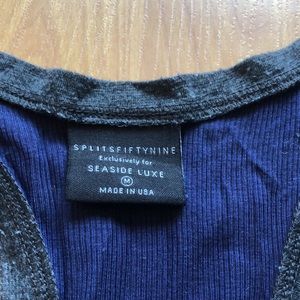 SPLITSFIFTYNINE
Exclusively for
SEASIDE LUXE
M
MADE IN USA